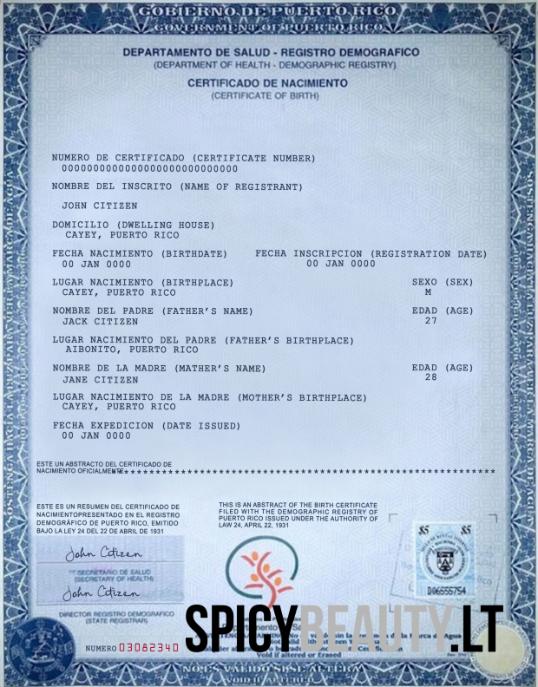 GOBIERNO DE PUERTO RICO
GOVERNMENT OF PUERTO RICO
DEPARTAMENTO DE SALUD - REGISTRO DEMOGRAFICO
(DEPARTMENT OF HEALTH - DEMOGRAPHIC REGISTRY)
CERTIFICADO DE NACIMIENTO
(CERTIFICATE OF BIRTH)
NUMERO DE CERTIFICADO (CERTIFICATE NUMBER)
0000000000000000000000000000
NOMBRE DEL INSCRITO (NAME OF REGISTRANT)
JOHN CITIZEN
DOMICILIO (DWELLING HOUSE)
CAYEY, PUERTO RICO
FECHA NACIMIENTO (BIRTHDATE) FECHA INSCRIPCION (REGISTRATION DATE)
00 JAN 0000 00 JAN 0000
LUGAR NACIMIENTO (BIRTHPLACE) SEXO (SEX)
CAYEY, PUERTO RICO M
NOMBRE DEL PADRE (FATHER'S NAME) EDAD (AGE)
JACK CITIZEN 27
LUGAR NACIMIENTO DEL PADRE (FATHER'S BIRTHPLACE)
AIBONITO, PUERTO RICO
NOMBRE DE LA MADRE (MATHER'S NAME) EDAD (AGE)
JANE CITIZEN 28
LUGAR NACIMIENTO DE LA MADRE (MOTHER'S BIRTHPLACE)
CAYEY, PUERTO RICO
FECHA EXPEDICION (DATE ISSUED)
00 JAN 0000
ESTE UN ABSTRACTO DEL CERTIFICADO DE
NACIMIENTO OFICIALMENTE
ESTE ES UN RESUMEN DEL CERTIFICADO DE
NACIMIENTOPRESENTADO EN EL REGISTRO
DEMOGRÁFICO DE PUERTO RICO, EMITIDO
BAJO LA LEY 24 DEL 22 DE ABRIL DE 1931
THIS IS AN ABSTRACT OF THE BIRTH CERTIFICATE
FILED WITH THE DEMOGRAPHIC REGISTRY OF
PUERTO RICO ISSUED UNDER THE AUTHORITY OF
LAW 24, APRIL 22, 1931
$5 $5
D06555754
John Citizen
SECRETARIO DE SALUD
(SECRETARY OF HEALTH)
John Citizen
DIRECTOR REGISTRO DEMOGRAFICO
(STATE REGISTRAR)
SPICYBEAUTY.LT
NUMERO 03082340
Void if altered or Erased
NO ES VALIDO SI SE ALTERA
VOID IF ALTERED